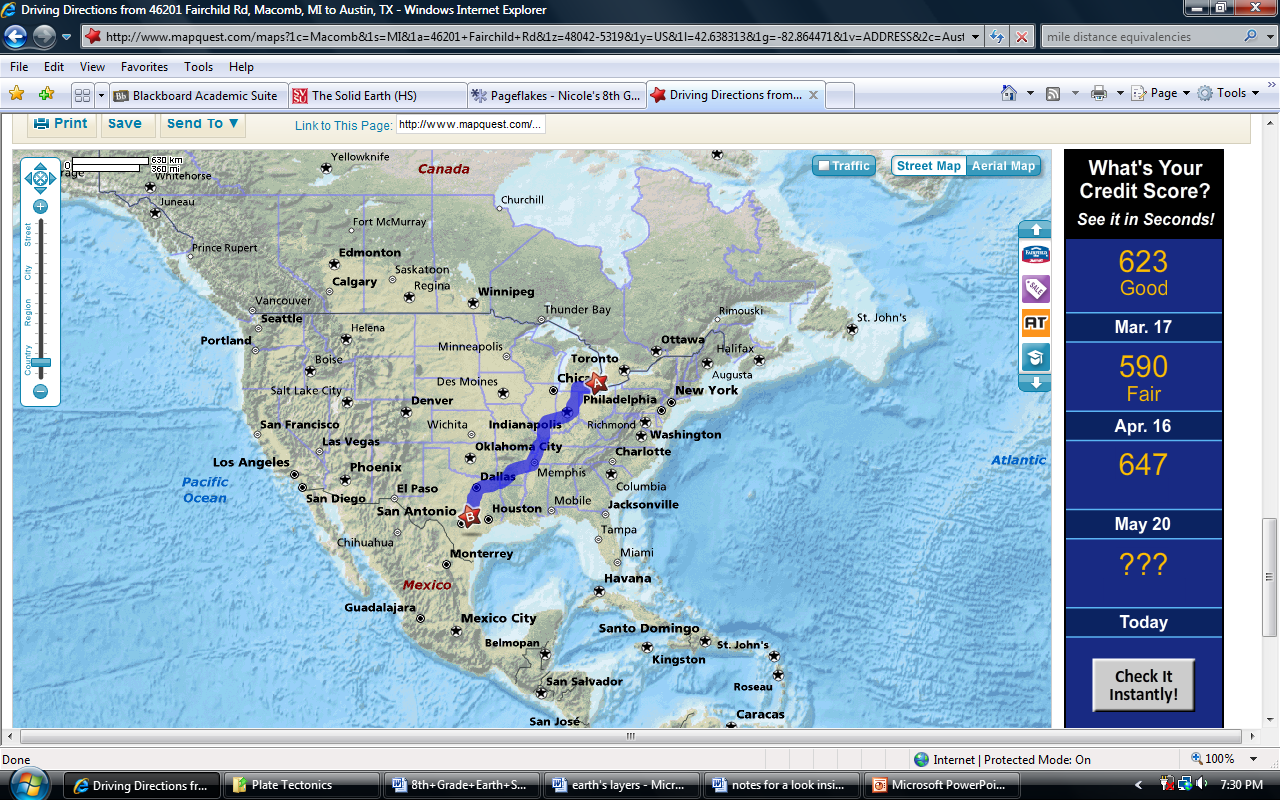 Driving Directions from 46201 Fairchild Rd, Macomb, MI to Austin, TX - Windows Internet Explorer
http://www.mapquest.com/maps?1c=Macomb&1s=MI&1a=46201+Fairchild+Rd&1z=48042-5319&1y=US&1l=42.638313&1g=-82.864471&1v=ADDRESS&2c=Aust
mile distance equivalencies
File Edit View Favorites Tools Help
Bb Blackboard Academic Suite
The Solid Earth (HS)
Pageflakes - Nicole's 8th G...
Driving Directions from...
Page Tools
Print Save Send To ▼
Link to This Page: http://www.mapquest.com/...
0 630 km
360 mi
Traffic
Street Map Aerial Map
Street
City
Region
Country
Yellowknife
Canada
Whitehorse
Juneau
Churchill
Fort McMurray
Prince Rupert
Edmonton
Saskatoon
Calgary
Regina
Winnipeg
Vancouver
Thunder Bay
Rimouski
St. John's
Seattle
Helena
Portland
Ottawa
Minneapolis
Halifax
Toronto
Boise
Augusta
Chic
A
Des Moines
Salt Lake City
New York
Denver
Philadelphia
San Francisco
Wichita
Indianapolis
Richmond
Washington
Las Vegas
Oklahoma City
Charlotte
Los Angeles
Phoenix
Dallas
Memphis
Atlantic
Pacific
Ocean
El Paso
Columbia
San Diego
Mobile
Jacksonville
San Antonio
B
Houston
Tampa
Chihuahua
Miami
Monterrey
Havana
Mexico
Guadalajara
Mexico City
Santo Domingo
Belmopan
St. John's
Kingston
San Salvador
Roseau
San José
Caracas
FAIRFIELD
SALE
AT
What's Your
Credit Score?
See it in Seconds!
623
Good
Mar. 17
590
Fair
Apr. 16
647
May 20
???
Today
Check It
Instantly!
Done
Internet | Protected Mode: On
100%
Driving Directions fr...
Plate Tectonics
8th+Grade+Earth+S...
earth's layers - Micr...
notes for a look insi...
Microsoft PowerPoi...
7:30 PM